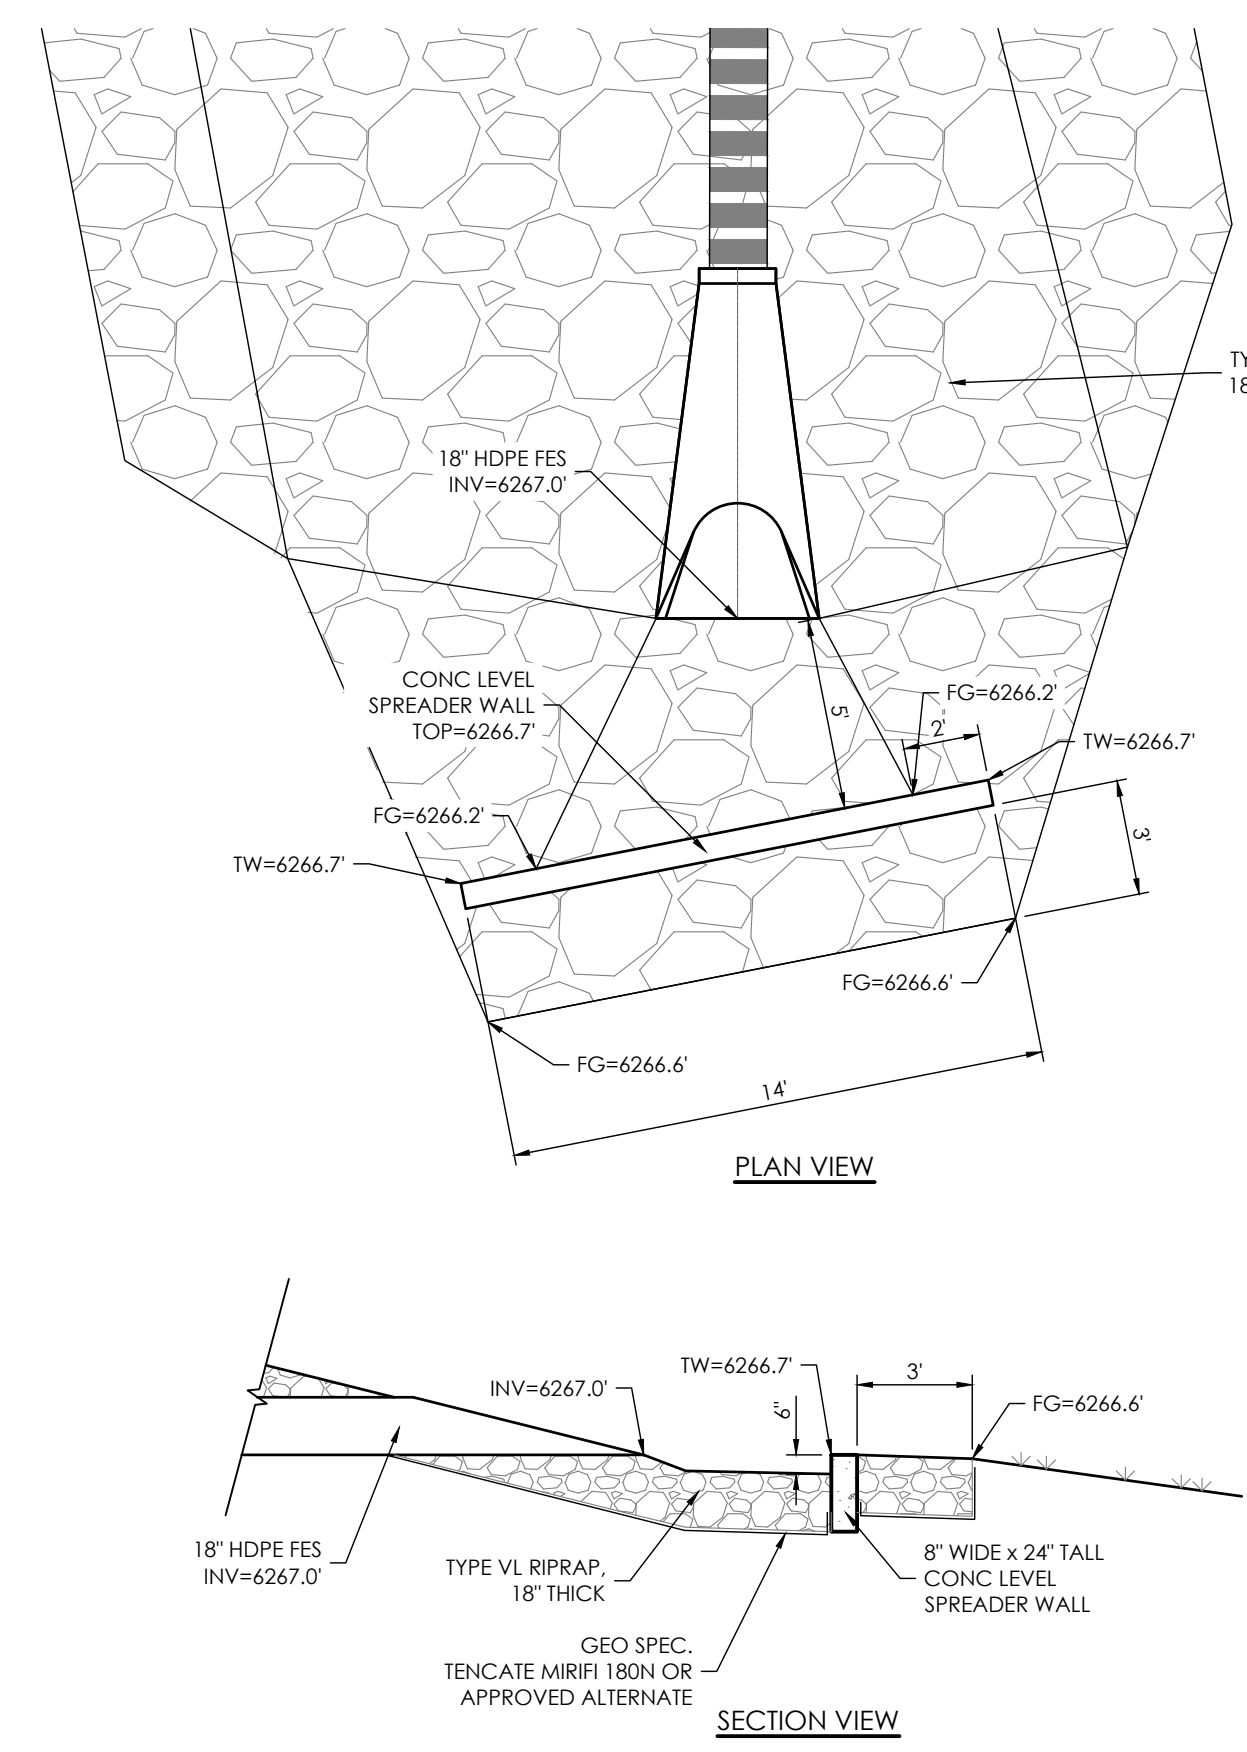 TY
18
18" HDPE FES
INV=6267.0'
CONC LEVEL
SPREADER WALL
TOP=6266.7'
5'
FG=6266.2'
2'
TW=6266.7'
FG=6266.2'
TW=6266.7'
3'
FG=6266.6'
FG=6266.6'
14'
PLAN VIEW
TW=6266.7'
3'
INV=6267.0'
6"
FG=6266.6'
18" HDPE FES
INV=6267.0'
TYPE VL RIPRAP,
18" THICK
8" WIDE x 24" TALL
CONC LEVEL
SPREADER WALL
GEO SPEC.
TENCATE MIRIFI 180N OR
APPROVED ALTERNATE
SECTION VIEW